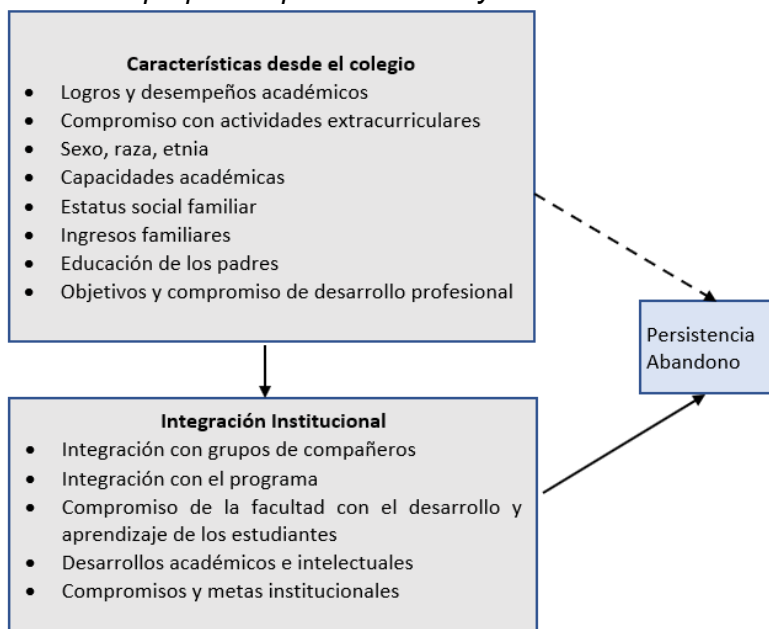 Características desde el colegio
• Logros y desempeños académicos
• Compromiso con actividades extracurriculares
• Sexo, raza, etnia
• Capacidades académicas
• Estatus social familiar
• Ingresos familiares
• Educación de los padres
• Objetivos y compromiso de desarrollo profesional
Persistencia
Abandono
Integración Institucional
• Integración con grupos de compañeros
• Integración con el programa
• Compromiso de la facultad con el desarrollo y
aprendizaje de los estudiantes
• Desarrollos académicos e intelectuales
• Compromisos y metas institucionales